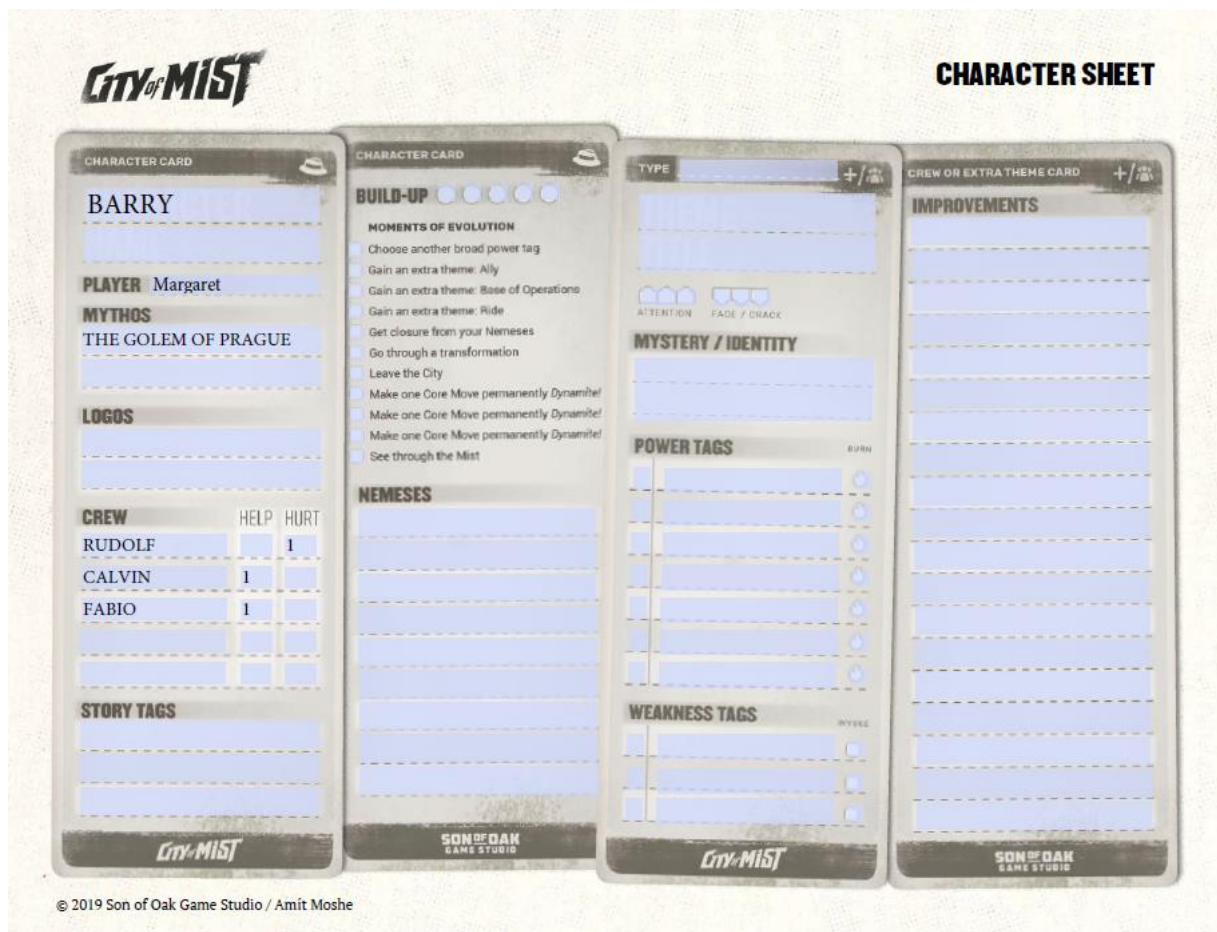 CITY OF MIST
CHARACTER SHEET
CHARACTER CARD
BARRY
PLAYER Margaret
MYTHOS
THE GOLEM OF PRAGUE
LOGOS
CREW HELP HURT
RUDOLF 1
CALVIN 1
FABIO 1
STORY TAGS
CITY OF MIST
CHARACTER CARD
BUILD-UP
MOMENTS OF EVOLUTION
Choose another broad power tag
Gain an extra theme: Ally
Gain an extra theme: Base of Operations
Gain an extra theme: Ride
Get closure from your Nemeses
Go through a transformation
Leave the City
Make one Core Move permanently Dynamite!
Make one Core Move permanently Dynamite!
Make one Core Move permanently Dynamite!
See through the Mist
NEMESES
SON OF OAK
GAME STUDIO
TYPE +/
ATTENTION FADE / CRACK
MYSTERY / IDENTITY
POWER TAGS BURN
WEAKNESS TAGS INVOKE
CITY OF MIST
CREW OR EXTRA THEME CARD +/
IMPROVEMENTS
SON OF OAK
GAME STUDIO
© 2019 Son of Oak Game Studio / Amít Moshe